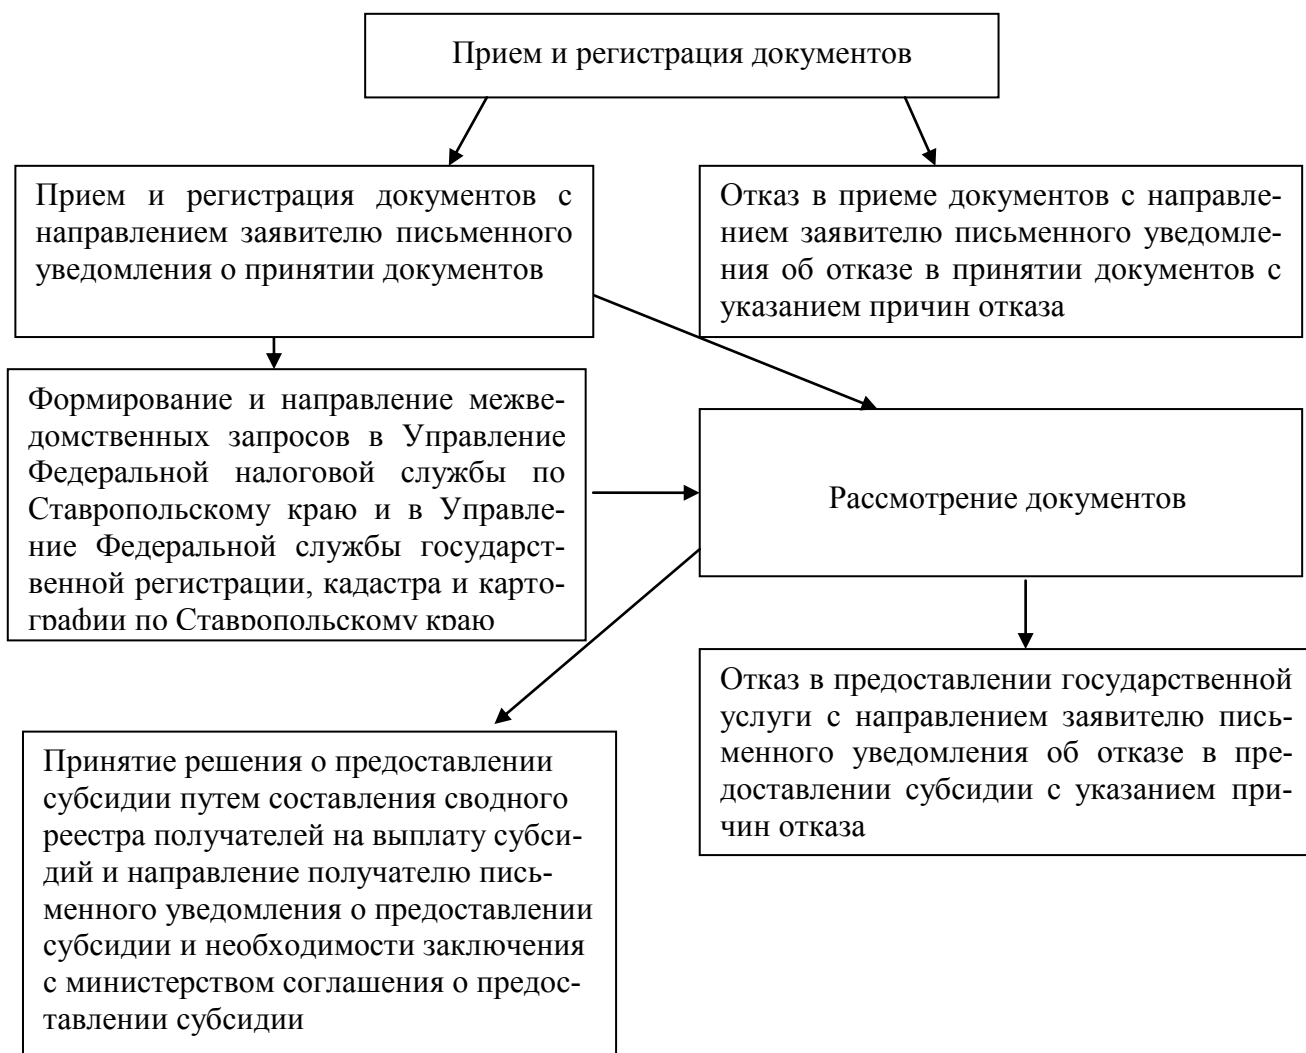 Прием и регистрация документов
Прием и регистрация документов с
направлением заявителю письменного
уведомления о принятии документов
Отказ в приеме документов с направле-
нием заявителю письменного уведомле-
ния об отказе в принятии документов с
указанием причин отказа
Формирование и направление межве-
домственных запросов в Управление
Федеральной налоговой службы по
Ставропольскому краю и в Управле-
ние Федеральной службы государст-
венной регистрации, кадастра и карто-
графии по Ставропольскому краю
Рассмотрение документов
Отказ в предоставлении государственной
услуги с направлением заявителю пись-
менного уведомления об отказе в пре-
доставлении субсидии с указанием при-
чин отказа
Принятие решения о предоставлении
субсидии путем составления сводного
реестра получателей на выплату субси-
дий и направление получателю пись-
менного уведомления о предоставлении
субсидии и необходимости заключения
с министерством соглашения о предос-
тавлении субсидии